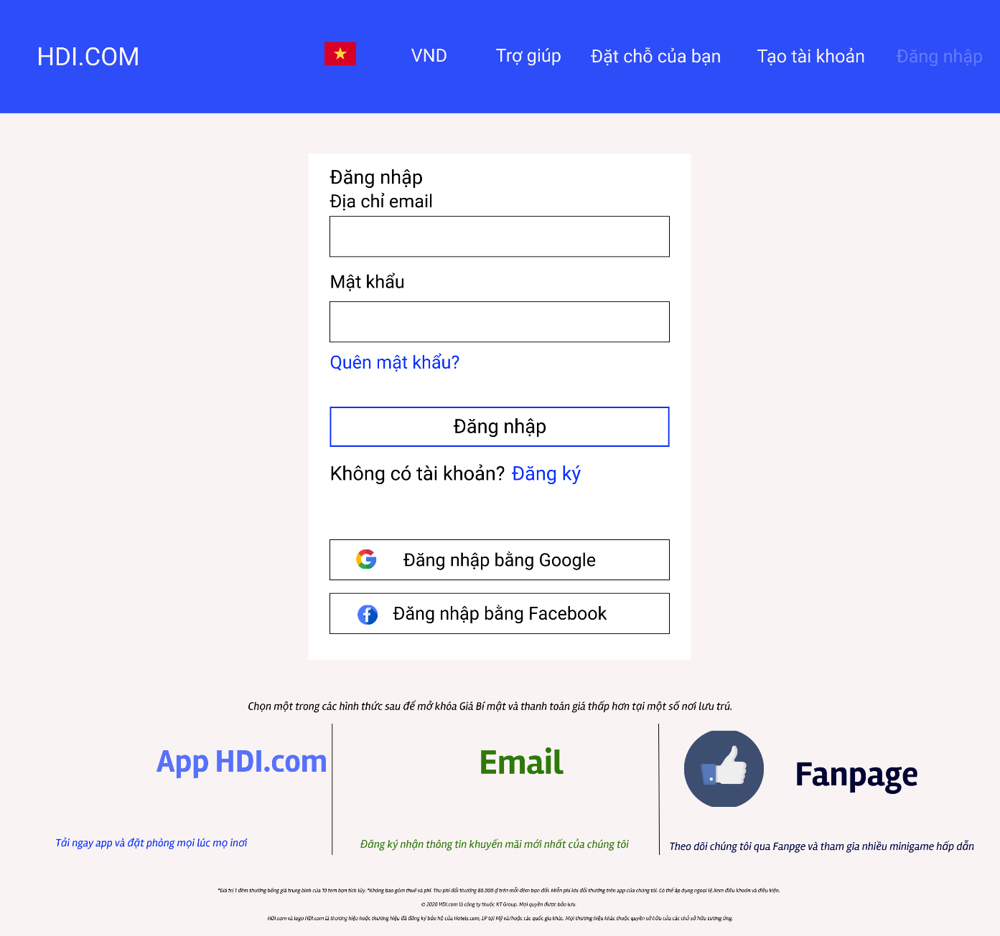 HDI.COM
VND
Trợ giúp
Đặt chỗ của bạn
Tạo tài khoản
Đăng nhập
Đăng nhập
Địa chỉ email
Mật khẩu
Quên mật khẩu?
Đăng nhập
Không có tài khoản? Đăng ký
Đăng nhập bằng Google
Đăng nhập bằng Facebook
Chọn một trong các hình thức sau để mở khóa Giá Bí mật và thanh toán giá thấp hơn tại một số nơi lưu trú.
App HDI.com
Email
Fanpage
Tải ngay app và đặt phòng mọi lúc mọ inơi
Đăng ký nhận thông tin khuyến mãi mới nhất của chúng tôi
Theo dõi chúng tôi qua Fanpge và tham gia nhiều minigame hấp dẫn
*Giá trị 1 đêm thưởng bằng giá trung bình của 10 tem bạn tích lũy. *Không bao gồm thuế và phí. Thu phí đổi thưởng 80.000 ₫ trên mỗi đêm bạn đổi. Miễn phí khi đổi thưởng trên app của chúng tôi. Có thể áp dụng ngoại lệ.Xem điều khoản và điều kiện.
© 2020 HDI.com là công ty thuộc KT Group. Mọi quyền được bảo lưu.
HDI.com và logo HDI.com là thương hiệu hoặc thương hiệu đã đăng ký bảo hộ của Hotels.com, LP tại Mỹ và/hoặc các quốc gia khác. Mọi thương hiệu khác thuộc quyền sở hữu của các chủ sở hữu tương ứng.